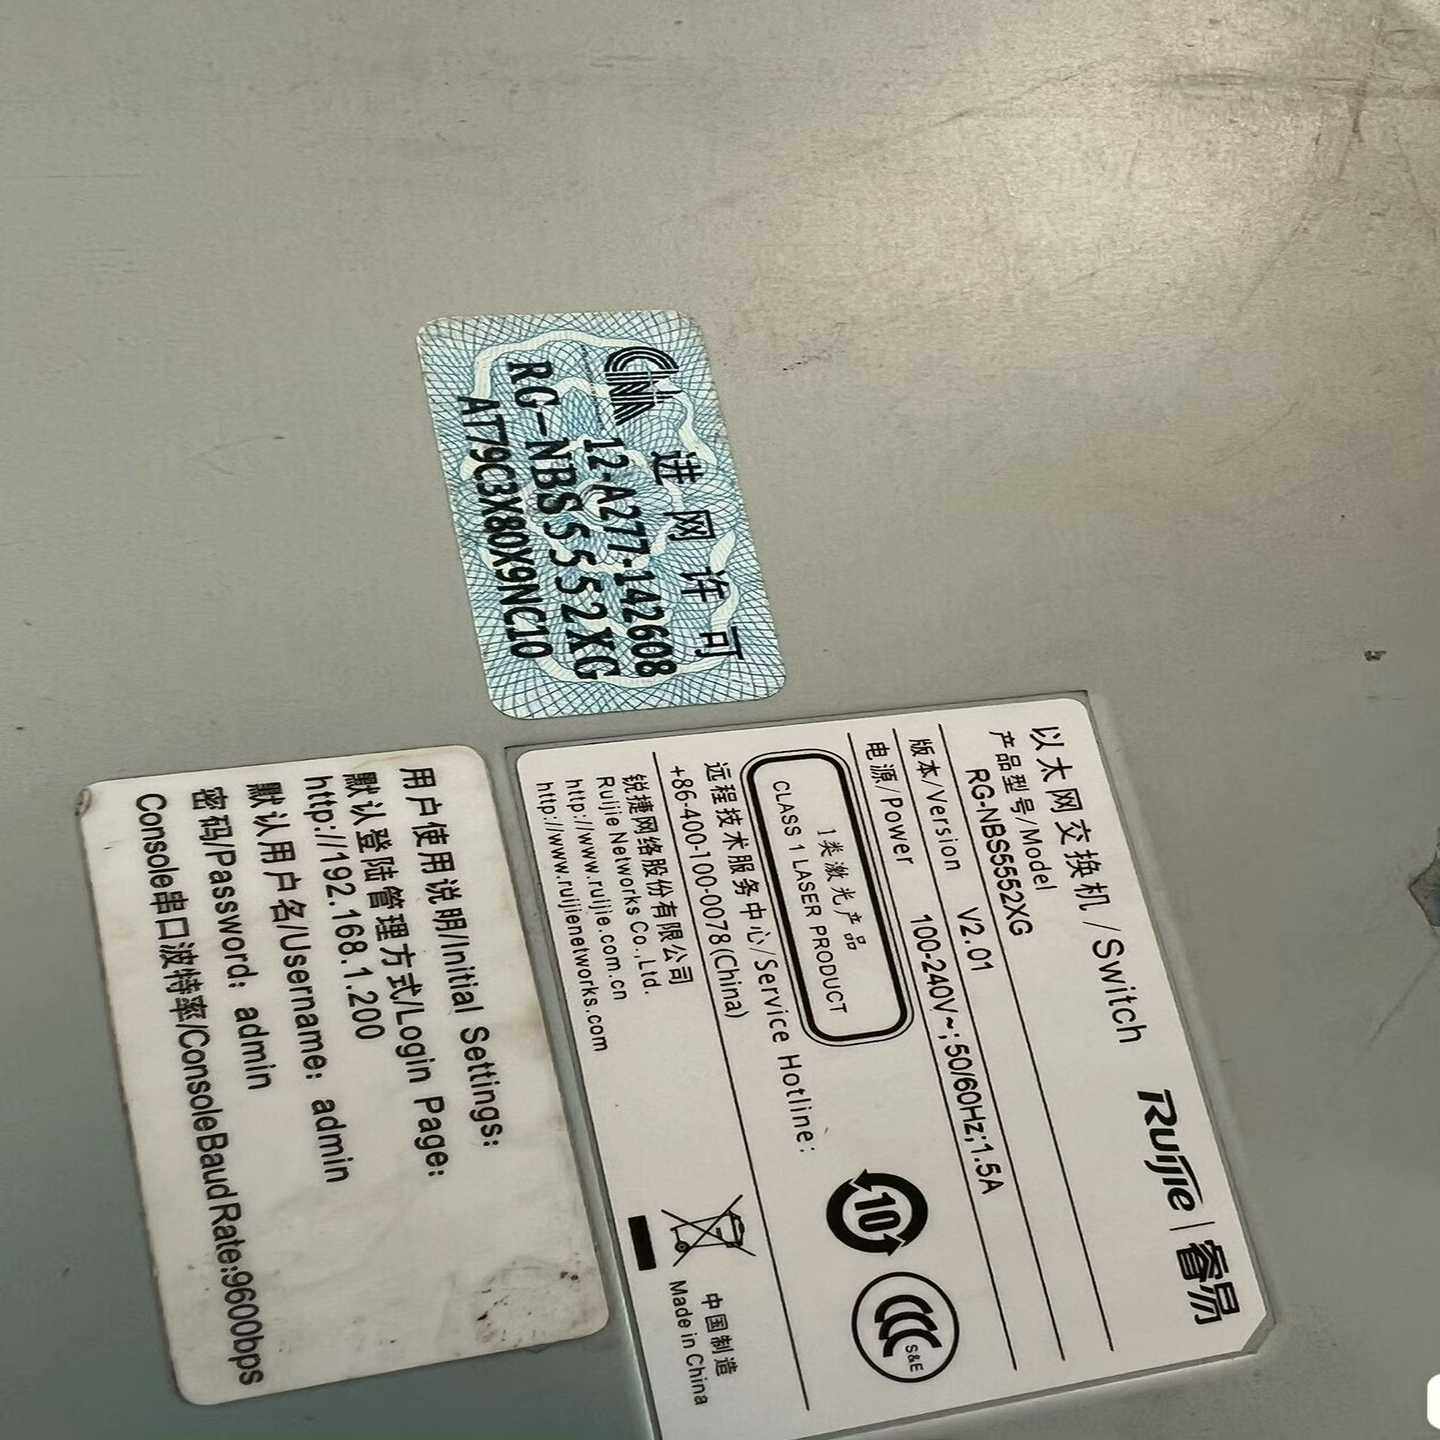 CINA
进网许可
12-A277-142608
RG-NBS5552XG
AT79C3X80X9NC10
以太网交换机/Switch
Ruijie|睿易
产品型号/Model
RG-NBS5552XG
版本/Version V2.01
电源/Power 100-240V~;50/60Hz;1.5A
1类激光产品
CLASS 1 LASER PRODUCT
10
CCC
S&E
远程技术服务中心/Service Hotline:
+86-400-100-0078(China)
锐捷网络股份有限公司
Ruijie Networks Co.,Ltd.
http://www.ruijie.com.cn
http://www.ruijienetworks.com
中国制造
Made in China
用户使用说明/Initial Settings:
默认登陆管理方式/Login Page:
http://192.168.1.200
默认用户名/Username: admin
密码/Password: admin
Console串口波特率/ConsoleBaudRate:9600bps